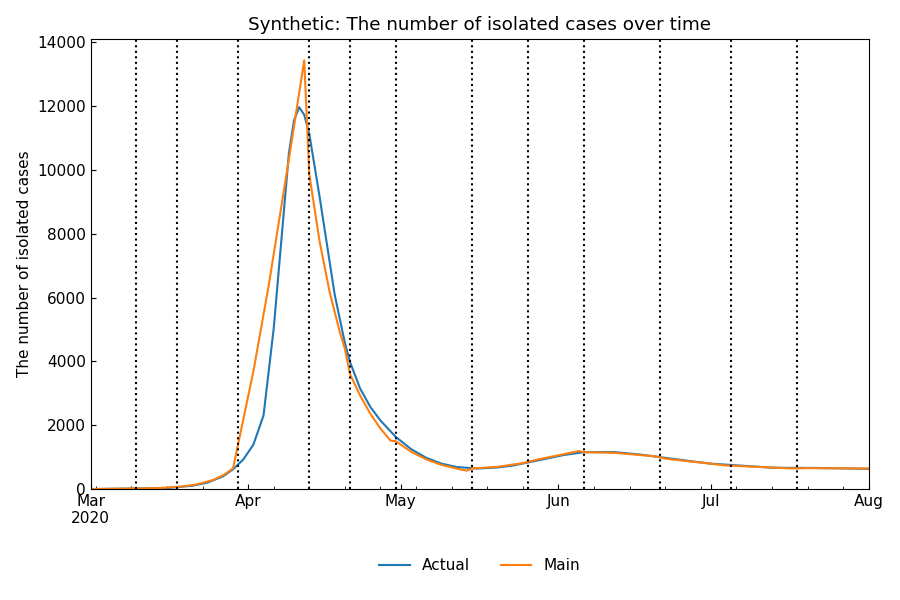 Synthetic: The number of isolated cases over time
The number of isolated cases
14000
12000
10000
8000
6000
4000
2000
0
Mar Apr May Jun Jul Aug
2020
Actual Main